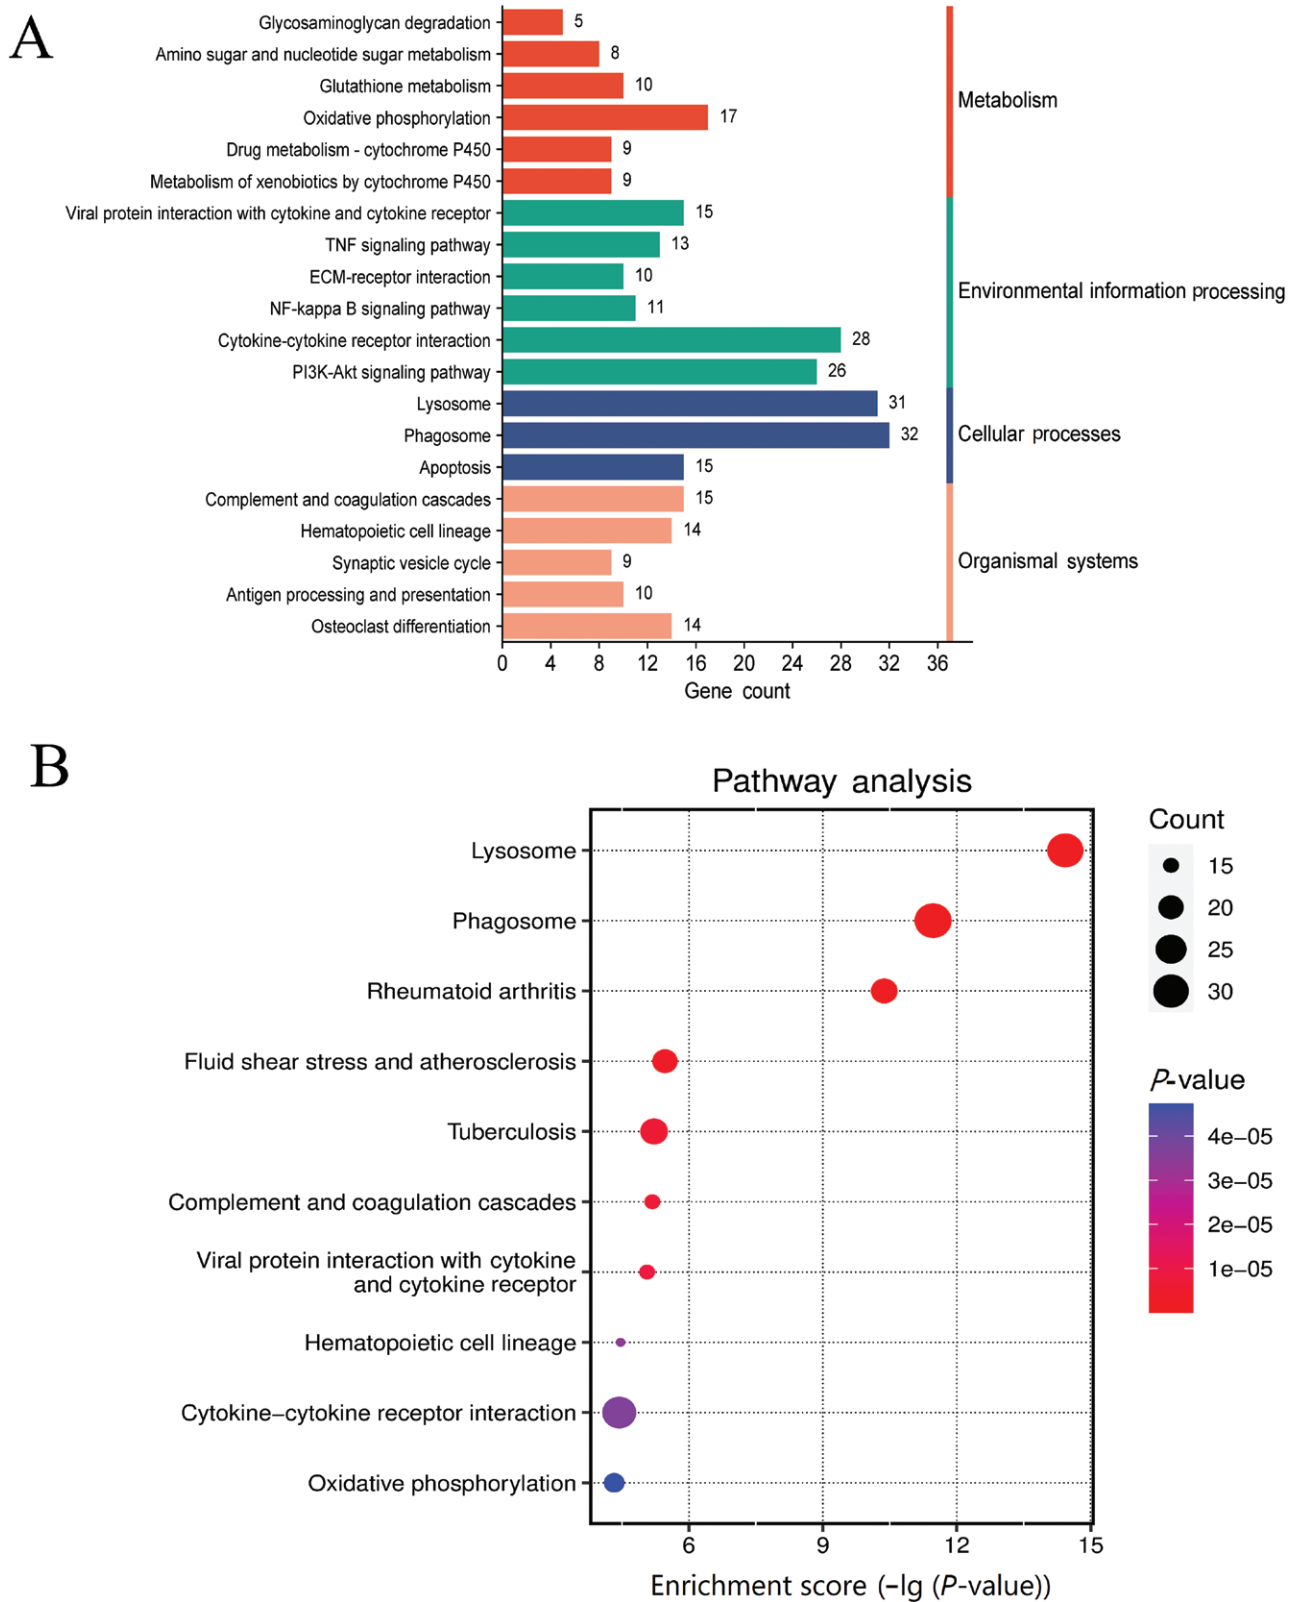 A
Glycosaminoglycan degradation 5
Amino sugar and nucleotide sugar metabolism 8
Glutathione metabolism 10
Oxidative phosphorylation 17
Drug metabolism - cytochrome P450 9
Metabolism of xenobiotics by cytochrome P450 9
Viral protein interaction with cytokine and cytokine receptor 15
TNF signaling pathway 13
ECM-receptor interaction 10
NF-kappa B signaling pathway 11
Cytokine-cytokine receptor interaction 28
PI3K-Akt signaling pathway 26
Lysosome 31
Phagosome 32
Apoptosis 15
Complement and coagulation cascades 15
Hematopoietic cell lineage 14
Synaptic vesicle cycle 9
Antigen processing and presentation 10
Osteoclast differentiation 14
Metabolism
Environmental information processing
Cellular processes
Organismal systems
0 4 8 12 16 20 24 28 32 36
Gene count
B
Pathway analysis
Lysosome
Phagosome
Rheumatoid arthritis
Fluid shear stress and atherosclerosis
Tuberculosis
Complement and coagulation cascades
Viral protein interaction with cytokine
and cytokine receptor
Hematopoietic cell lineage
Cytokine−cytokine receptor interaction
Oxidative phosphorylation
6 9 12 15
Enrichment score (−lg (P-value))
Count
15
20
25
30
P-value
4e−05
3e−05
2e−05
1e−05